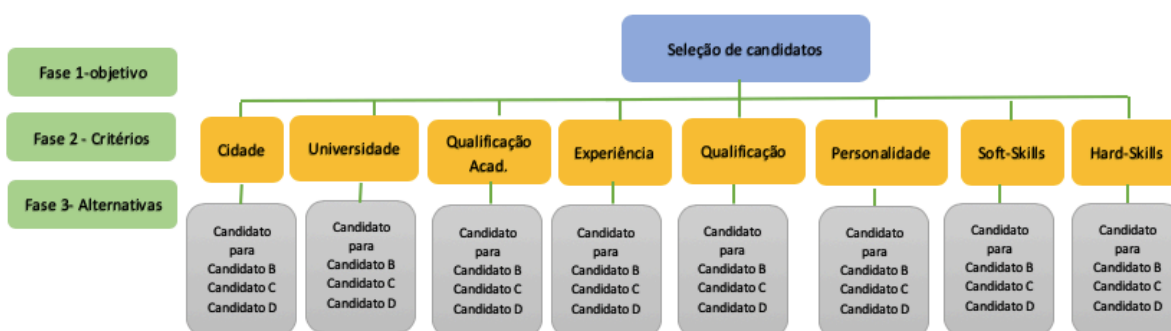 Seleção de candidatos
Fase 1-objetivo
Fase 2 - Critérios
Fase 3- Alternativas
Cidade
Universidade
Qualificação
Acad.
Experiência
Qualificação
Personalidade
Soft-Skills
Hard-Skills
Candidato
para
Candidato B
Candidato C
Candidato D
Candidato
para
Candidato B
Candidato C
Candidato D
Candidato
para
Candidato B
Candidato C
Candidato D
Candidato
para
Candidato B
Candidato C
Candidato D
Candidato
para
Candidato B
Candidato C
Candidato D
Candidato
para
Candidato B
Candidato C
Candidato D
Candidato
para
Candidato B
Candidato C
Candidato D
Candidato
para
Candidato B
Candidato C
Candidato D